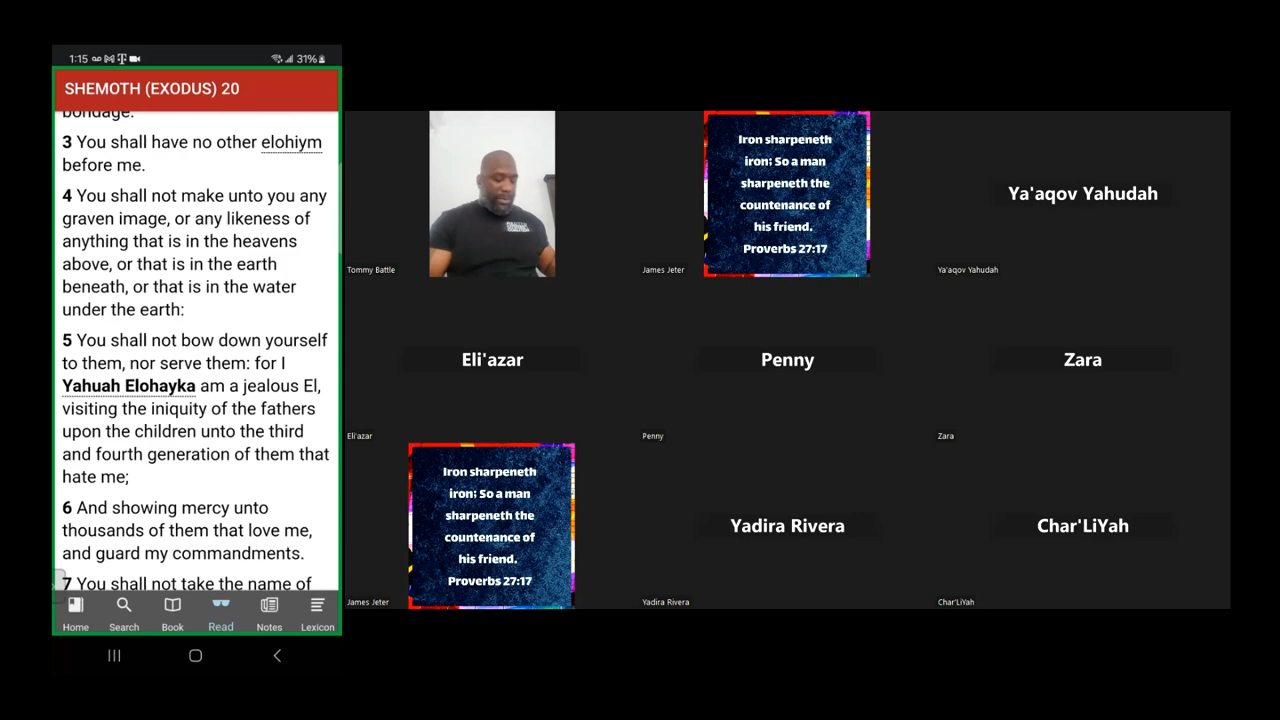 1:15
31%
SHEMOTH (EXODUS) 20
bondage.
3 You shall have no other elohiym
before me.
4 You shall not make unto you any
graven image, or any likeness of
anything that is in the heavens
above, or that is in the earth
beneath, or that is in the water
under the earth:
5 You shall not bow down yourself
to them, nor serve them: for I
Yahuah Elohayka am a jealous El,
visiting the iniquity of the fathers
upon the children unto the third
and fourth generation of them that
hate me;
6 And showing mercy unto
thousands of them that love me,
and guard my commandments.
7 You shall not take the name of
Home
Search
Book
Read
Notes
Lexicon
Tommy Battle
Iron sharpeneth
iron: So a man
sharpeneth the
countenance of
his friend.
Proverbs 27:17
James Jeter
Ya'aqov Yahudah
Ya'aqov Yahudah
Eli'azar
Eli'azar
Penny
Penny
Zara
Zara
Iron sharpeneth
iron: So a man
sharpeneth the
countenance of
his friend.
Proverbs 27:17
James Jeter
Yadira Rivera
Yadira Rivera
Char'LiYah
Char'LiYah